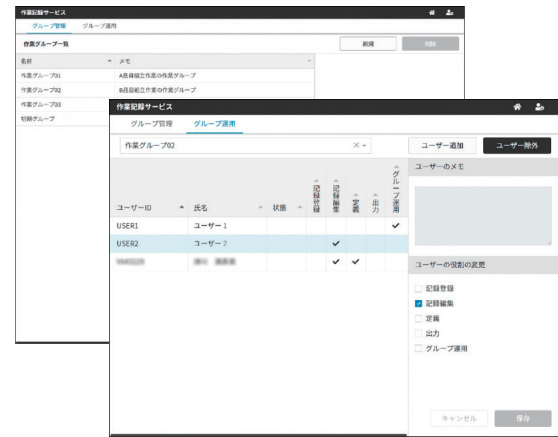 作業記録サービス
グループ管理 グループ運用
作業グループ一覧 新規 削除
名前 メモ
作業グループ01 A品目組立作業の作業グループ
作業グループ02 B品目組立作業の作業グループ
作業グループ03
初期グループ
作業記録サービス
グループ管理 グループ運用
作業グループ02 ユーザー追加 ユーザー除外
ユーザーID 氏名 状態 記録登録 記録編集 定義 出力 グループ運用
USER1 ユーザー 1
USER2 ユーザー 2
ユーザーのメモ
ユーザーの役割の変更
記録登録
記録編集
定義
出力
グループ運用
キャンセル 保存